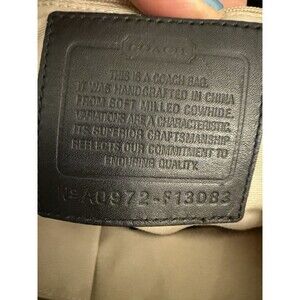 COACH
THIS IS A COACH BAG.
IT WAS HANDCRAFTED IN CHINA
FROM SOFT MILLED COWHIDE.
VARIATIONS ARE A CHARACTERISTIC.
ITS SUPERIOR CRAFTSMANSHIP
REFLECTS OUR COMMITMENT TO
ENDURING QUALITY.
Nº A0972-F13083